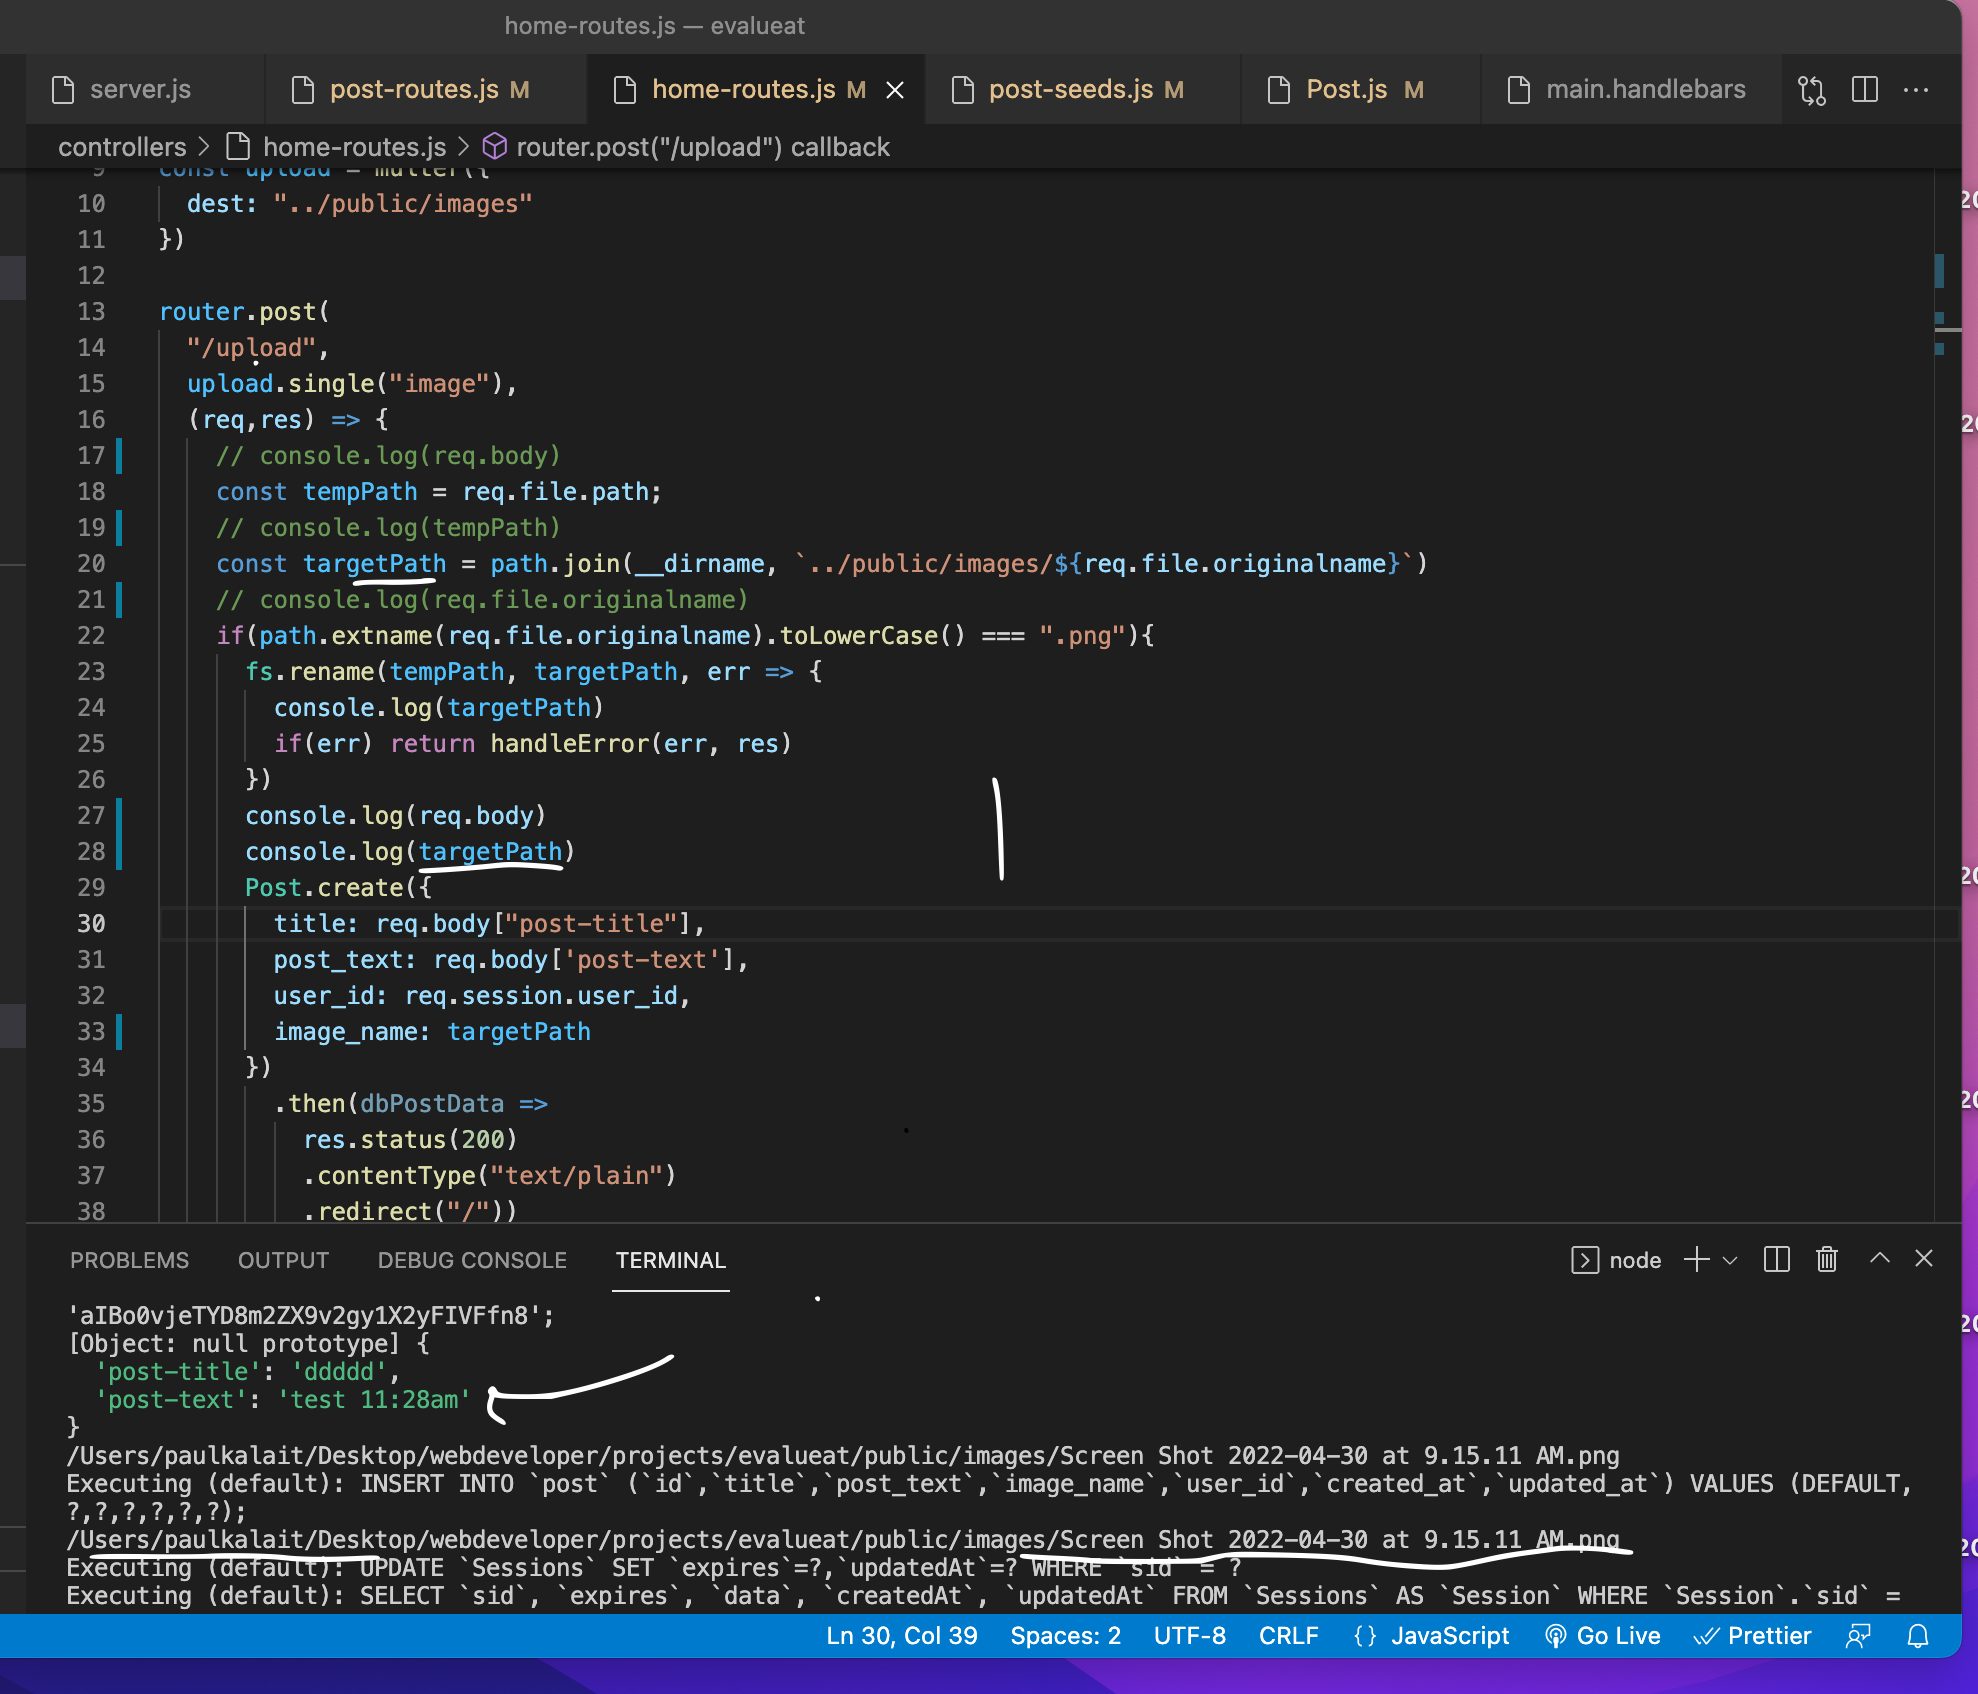 home-routes.js — evalueat
server.js post-routes.js M home-routes.js M post-seeds.js M Post.js M main.handlebars
controllers > home-routes.js > router.post("/upload") callback
9 const upload = multer({
10 dest: "../public/images"
11 })
12
13 router.post(
14 "/upload",
15 upload.single("image"),
16 (req,res) => {
17 // console.log(req.body)
18 const tempPath = req.file.path;
19 // console.log(tempPath)
20 const targetPath = path.join(__dirname, `../public/images/${req.file.originalname}`)
21 // console.log(req.file.originalname)
22 if(path.extname(req.file.originalname).toLowerCase() === ".png"){
23 fs.rename(tempPath, targetPath, err => {
24 console.log(targetPath)
25 if(err) return handleError(err, res)
26 })
27 console.log(req.body)
28 console.log(targetPath)
29 Post.create({
30 title: req.body["post-title"],
31 post_text: req.body['post-text'],
32 user_id: req.session.user_id,
33 image_name: targetPath
34 })
35 .then(dbPostData =>
36 res.status(200)
37 .contentType("text/plain")
38 .redirect("/"))
PROBLEMS OUTPUT DEBUG CONSOLE TERMINAL node
'aIBo0vjeTYD8m2ZX9v2gy1X2yFIVFfn8';
[Object: null prototype] {
'post-title': 'ddddd',
'post-text': 'test 11:28am'
}
/Users/paulkalait/Desktop/webdeveloper/projects/evalueat/public/images/Screen Shot 2022-04-30 at 9.15.11 AM.png
Executing (default): INSERT INTO `post` (`id`,`title`,`post_text`,`image_name`,`user_id`,`created_at`,`updated_at`) VALUES (DEFAULT,
?,?,?,?,?,?);
/Users/paulkalait/Desktop/webdeveloper/projects/evalueat/public/images/Screen Shot 2022-04-30 at 9.15.11 AM.png
Executing (default): UPDATE `Sessions` SET `expires`=?,`updatedAt`=? WHERE `sid` = ?
Executing (default): SELECT `sid`, `expires`, `data`, `createdAt`, `updatedAt` FROM `Sessions` AS `Session` WHERE `Session`.`sid` =
Ln 30, Col 39 Spaces: 2 UTF-8 CRLF {} JavaScript Go Live Prettier